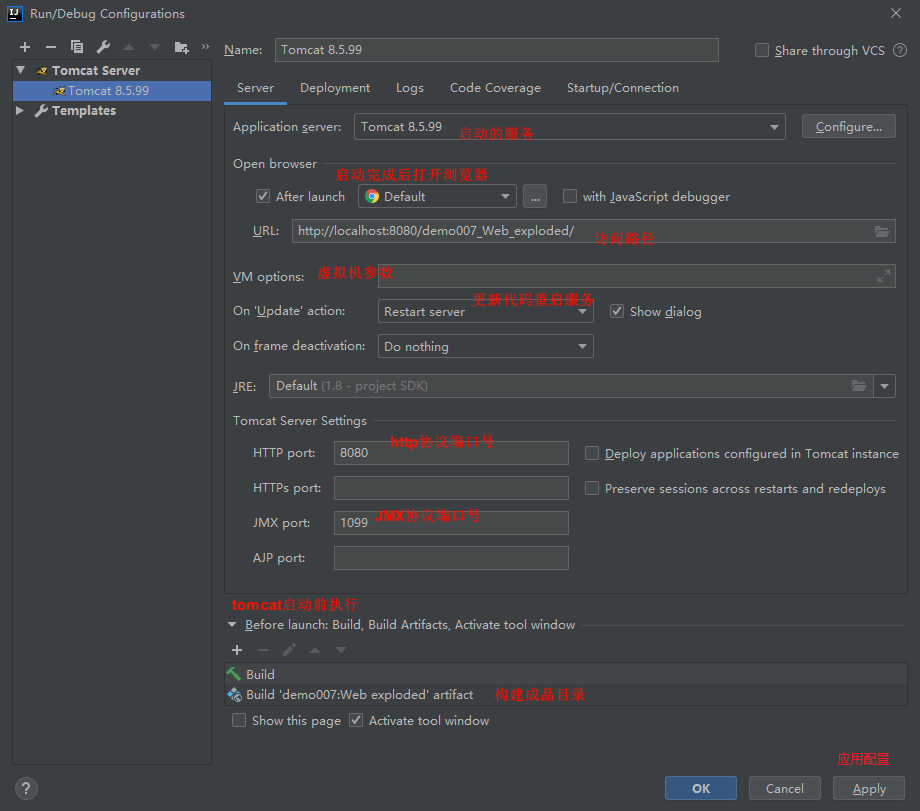 Run/Debug Configurations
Name: Tomcat 8.5.99
Share through VCS ?
Tomcat Server
Tomcat 8.5.99
Templates
Server Deployment Logs Code Coverage Startup/Connection
Application server: Tomcat 8.5.99 Configure...
启动的服务
Open browser
启动完成后打开浏览器
After launch Default ... with JavaScript debugger
URL: http://localhost:8080/demo007_Web_exploded/
访问路径
VM options: 虚拟机参数
更新代码重启服务
On 'Update' action: Restart server Show dialog
On frame deactivation: Do nothing
JRE: Default (1.8 - project SDK)
Tomcat Server Settings
http协议端口号
HTTP port: 8080 Deploy applications configured in Tomcat instance
HTTPs port: Preserve sessions across restarts and redeploys
JMX port: 1099 JMX协议端口号
AJP port:
tomcat启动前执行
Before launch: Build, Build Artifacts, Activate tool window
Build
Build 'demo007:Web exploded' artifact 构建成品目录
Show this page Activate tool window
应用配置
? OK Cancel Apply